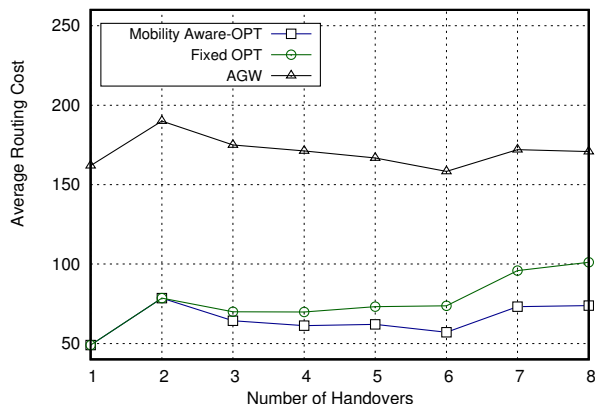 250
200
150
100
50
Average Routing Cost
Mobility Aware-OPT
Fixed OPT
AGW
1 2 3 4 5 6 7 8
Number of Handovers